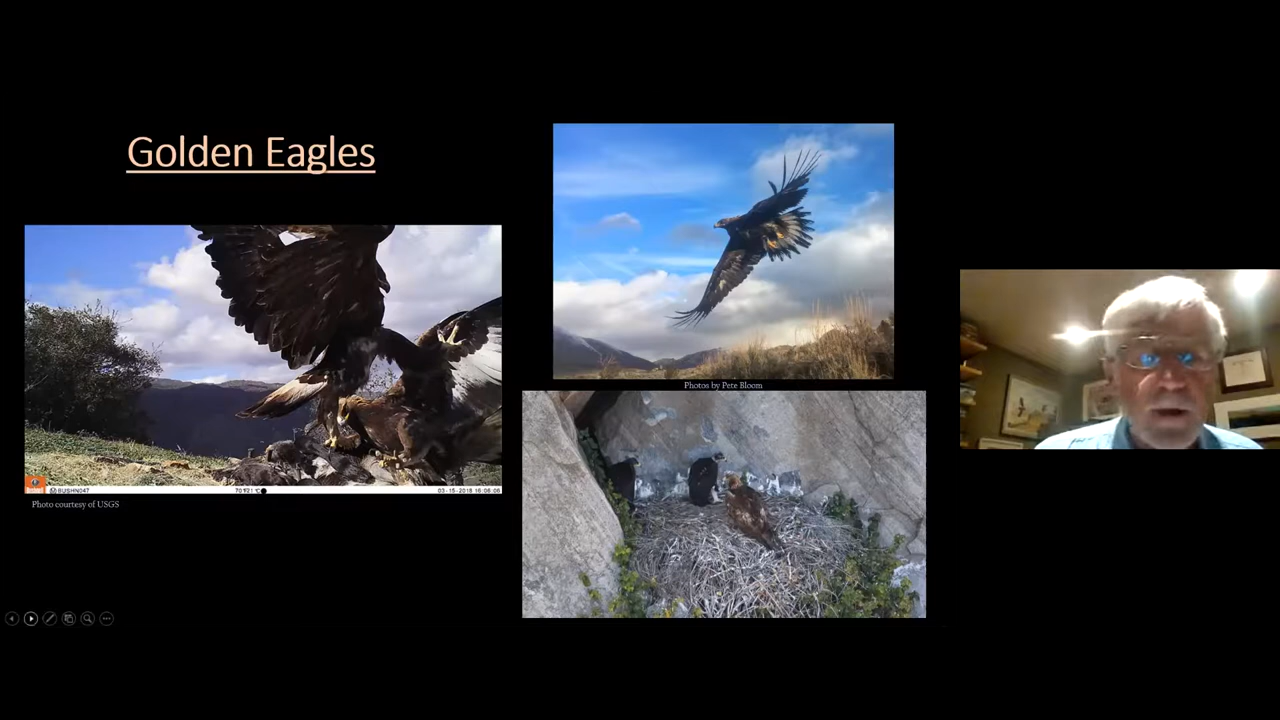 Golden Eagles
BUSHN047
03-15-2018 16:06:06
Photo courtesy of USGS
Photos by Pete Bloom